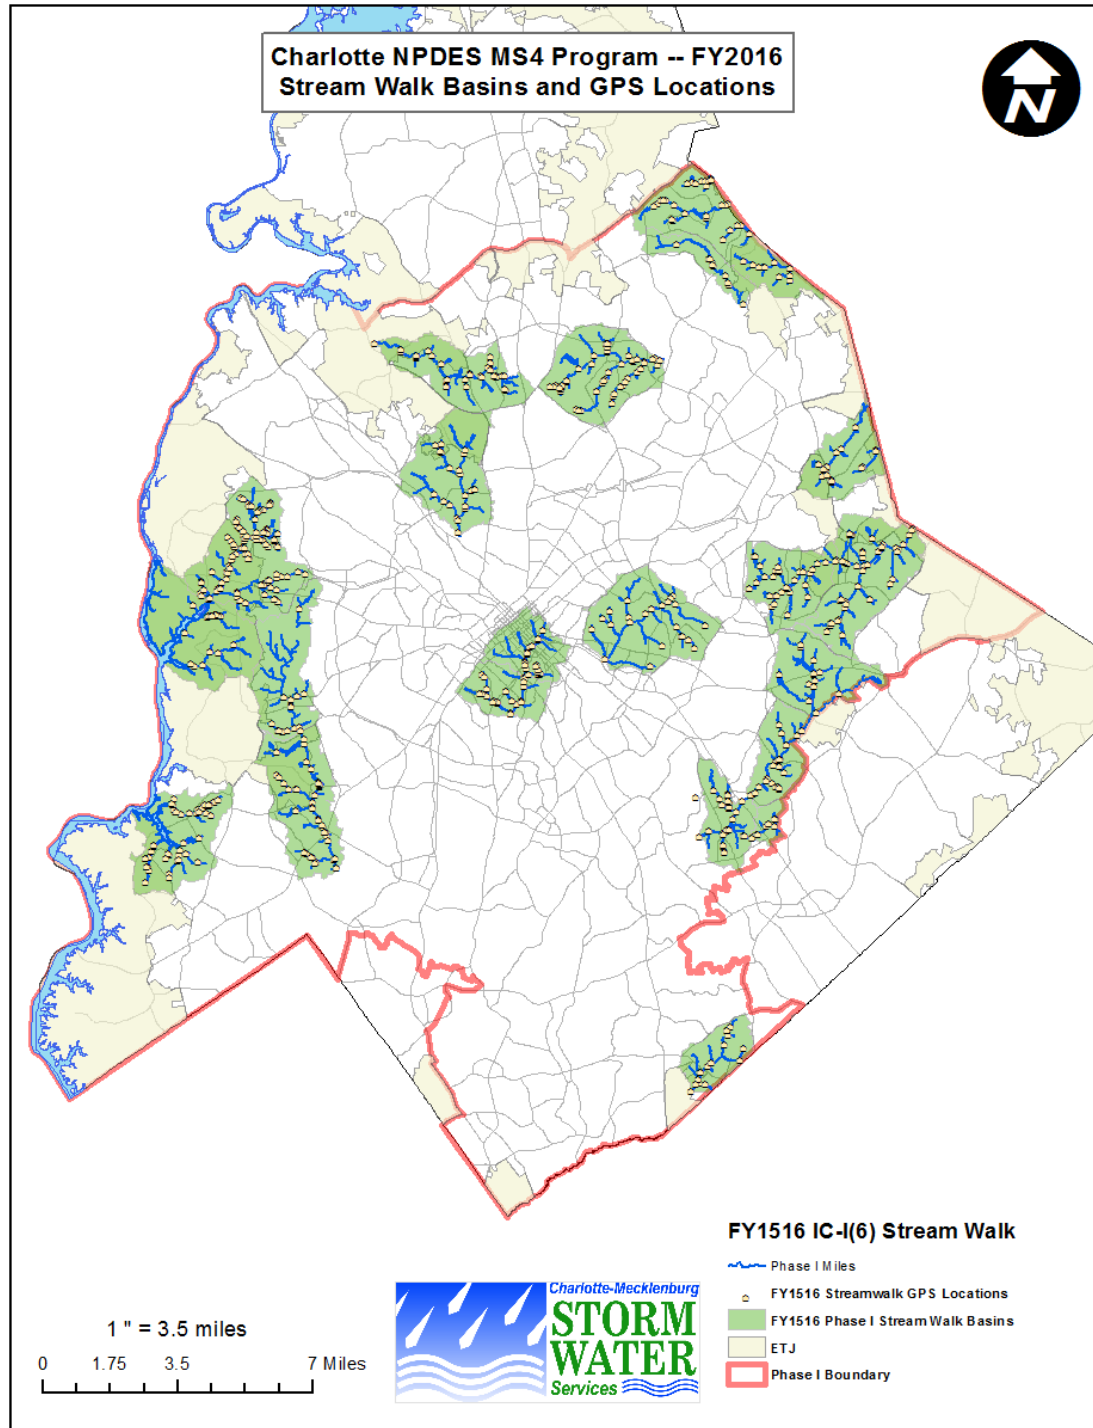 Charlotte NPDES MS4 Program -- FY2016
Stream Walk Basins and GPS Locations
N
FY1516 IC-I(6) Stream Walk
Phase I Miles
FY1516 Streamwalk GPS Locations
FY1516 Phase I Stream Walk Basins
ETJ
Phase I Boundary
Charlotte-Mecklenburg
STORM
WATER
Services
1 " = 3.5 miles
0 1.75 3.5 7 Miles